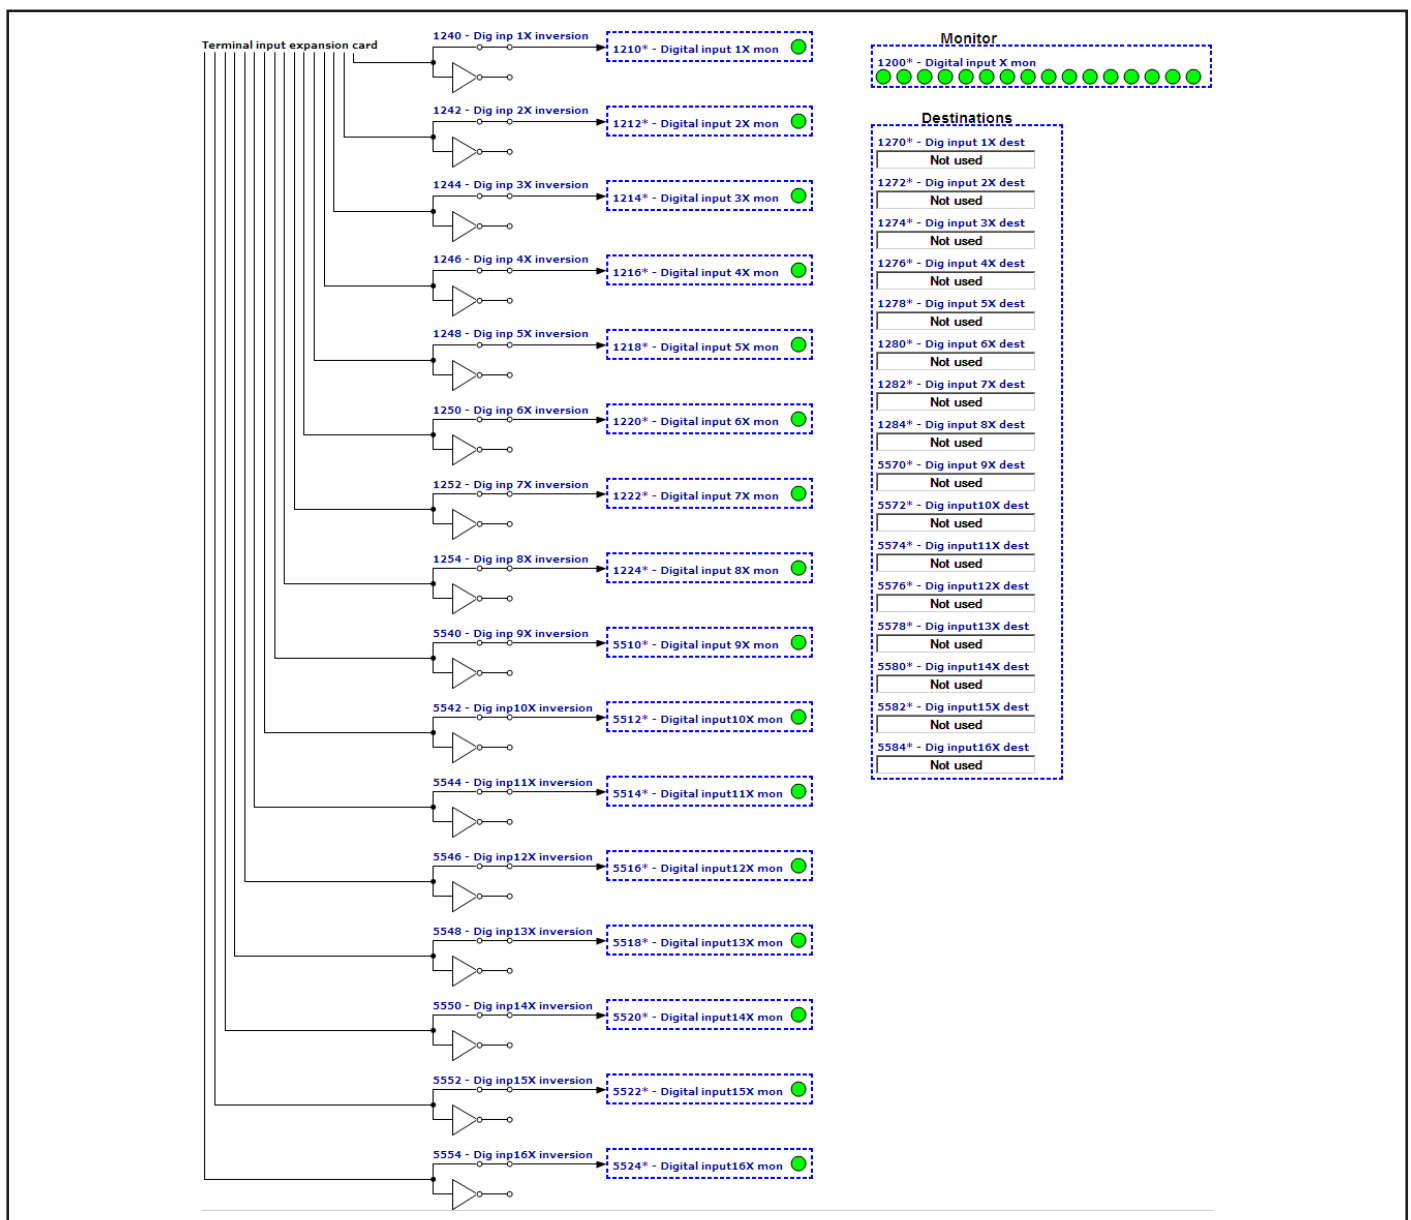 Terminal input expansion card
1240 - Dig inp 1X inversion
1210* - Digital input 1X mon
1242 - Dig inp 2X inversion
1212* - Digital input 2X mon
1244 - Dig inp 3X inversion
1214* - Digital input 3X mon
1246 - Dig inp 4X inversion
1216* - Digital input 4X mon
1248 - Dig inp 5X inversion
1218* - Digital input 5X mon
1250 - Dig inp 6X inversion
1220* - Digital input 6X mon
1252 - Dig inp 7X inversion
1222* - Digital input 7X mon
1254 - Dig inp 8X inversion
1224* - Digital input 8X mon
5540 - Dig inp 9X inversion
5510* - Digital input 9X mon
5542 - Dig inp10X inversion
5512* - Digital input10X mon
5544 - Dig inp11X inversion
5514* - Digital input11X mon
5546 - Dig inp12X inversion
5516* - Digital input12X mon
5548 - Dig inp13X inversion
5518* - Digital input13X mon
5550 - Dig inp14X inversion
5520* - Digital input14X mon
5552 - Dig inp15X inversion
5522* - Digital input15X mon
5554 - Dig inp16X inversion
5524* - Digital input16X mon
Monitor
1200* - Digital input X mon
Destinations
1270* - Dig input 1X dest
Not used
1272* - Dig input 2X dest
Not used
1274* - Dig input 3X dest
Not used
1276* - Dig input 4X dest
Not used
1278* - Dig input 5X dest
Not used
1280* - Dig input 6X dest
Not used
1282* - Dig input 7X dest
Not used
1284* - Dig input 8X dest
Not used
5570* - Dig input 9X dest
Not used
5572* - Dig input10X dest
Not used
5574* - Dig input11X dest
Not used
5576* - Dig input12X dest
Not used
5578* - Dig input13X dest
Not used
5580* - Dig input14X dest
Not used
5582* - Dig input15X dest
Not used
5584* - Dig input16X dest
Not used